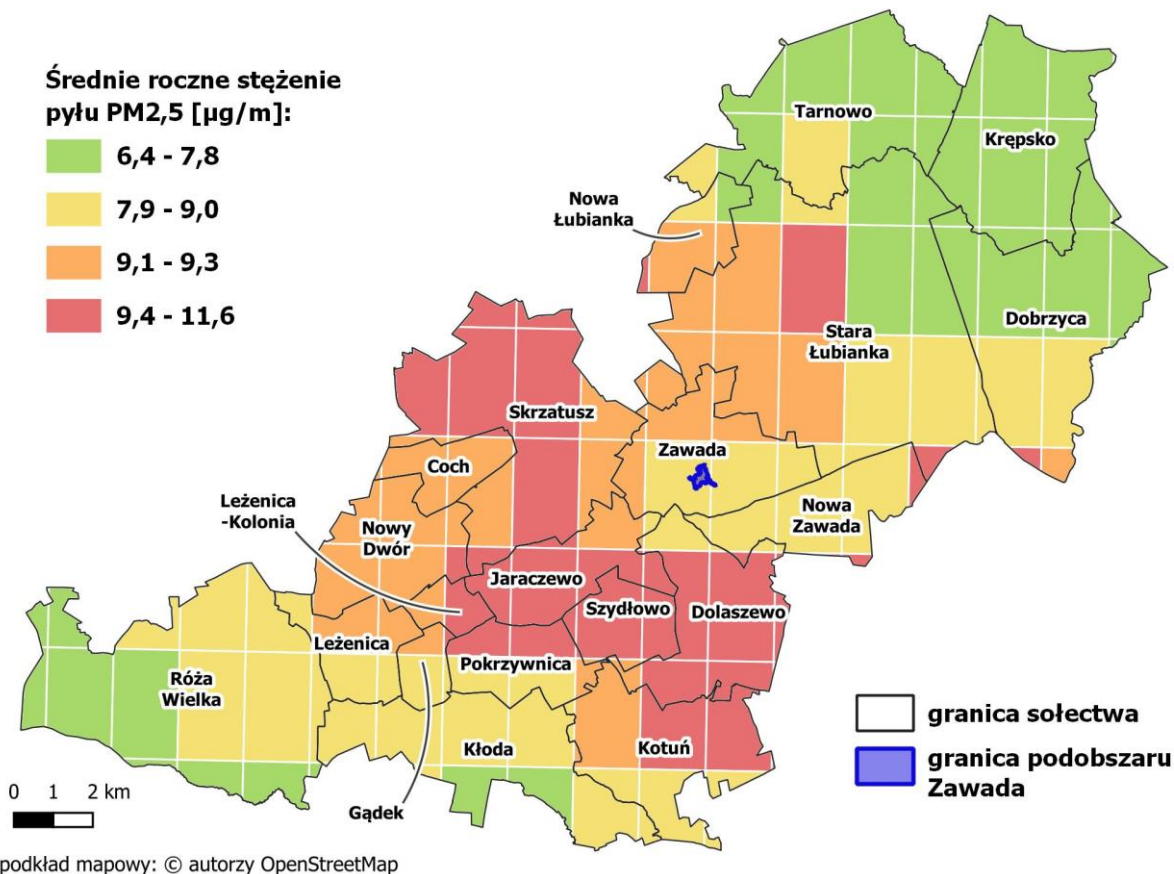 Średnie roczne stężenie
pyłu PM2,5 [µg/m]:
6,4 - 7,8
7,9 - 9,0
9,1 - 9,3
9,4 - 11,6
Tarnowo
Krępsko
Nowa
Łubianka
Dobrzyca
Stara
Łubianka
Skrzatusz
Zawada
Coch
Leżenica
-Kolonia
Nowy
Dwór
Nowa
Zawada
Jaraczewo
Szydłowo
Dolaszewo
Leżenica
Pokrzywnica
Róża
Wielka
Kłoda
Kotuń
Gądek
granica sołectwa
granica podobszaru
Zawada
0 1 2 km
podkład mapowy: © autorzy OpenStreetMap